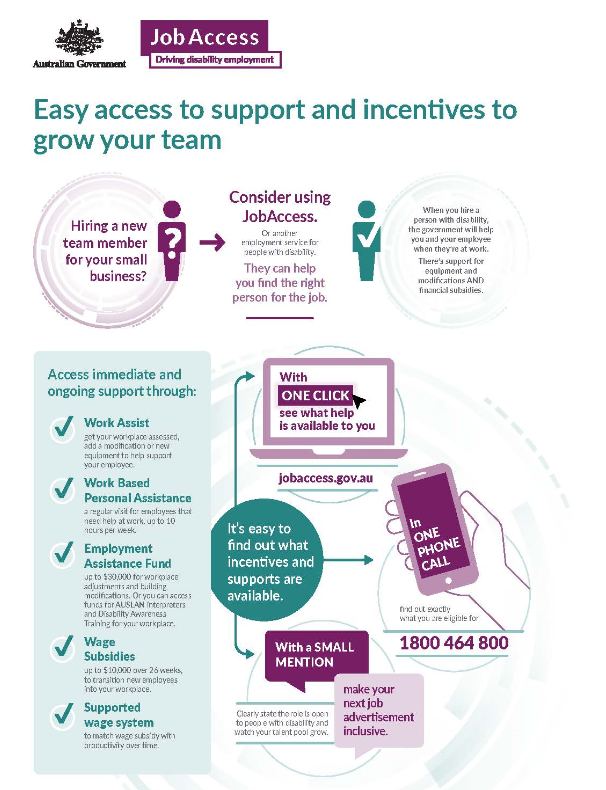 Australian Government
JobAccess
Driving disability employment
Easy access to support and incentives to
grow your team
Hiring a new
team member
for your small
business?
?
Consider using
JobAccess.
Or another
employment service for
people with disability.
They can help
you find the right
person for the job.
When you hire a
person with disability,
the government will help
you and your employee
when they're at work.
There's support for
equipment and
modifications AND
financial subsidies.
Access immediate and
ongoing support through:
Work Assist
get your workplace assessed,
add a modification or new
equipment to help support
your employee.
Work Based
Personal Assistance
a regular visit for employees that
need help at work, up to 10
hours per week.
Employment
Assistance Fund
up to $30,000 for workplace
adjustments and building
modifications. Or you can access
funds for AUSLAN Interpreters
and Disability Awareness
Training for your workplace.
Wage
Subsidies
up to $10,000 over 26 weeks,
to transition new employees
into your workplace.
Supported
wage system
to match wage subsidy with
productivity over time.
It's easy to
find out what
incentives and
supports are
available.
With
ONE CLICK
see what help
is available to you
jobaccess.gov.au
In
ONE
PHONE
CALL
find out exactly
what you are eligible for
1800 464 800
With a SMALL
MENTION
make your
next job
advertisement
inclusive.
Clearly state the role is open
to people with disability and
watch your talent pool grow.